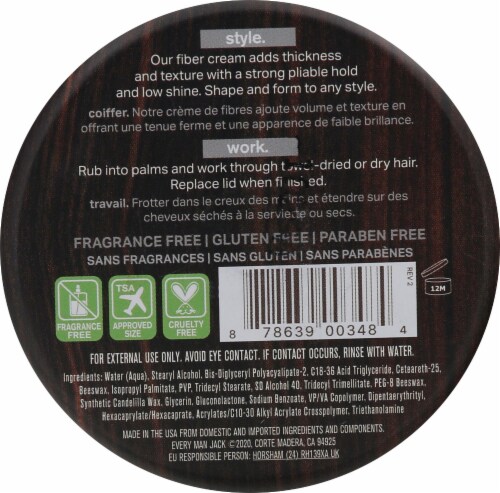 style.
Our fiber cream adds thickness
and texture with a strong pliable hold
and low shine. Shape and form to any style.
coiffer. Notre crème de fibres ajoute volume et texture en
offrant une tenue ferme et une apparence de faible brillance.
work.
Rub into palms and work through towel-dried or dry hair.
Replace lid when finished.
travail. Frotter dans le creux des mains et étendre sur des
cheveux séchés à la serviette ou secs.
FRAGRANCE FREE | GLUTEN FREE | PARABEN FREE
SANS FRAGRANCES | SANS GLUTEN | SANS PARABÈNES
FRAGRANCE
FREE
TSA
APPROVED
SIZE
CRUELTY
FREE
8 78639 00348 4
REV 2
12M
FOR EXTERNAL USE ONLY. AVOID EYE CONTACT. IF CONTACT OCCURS, RINSE WITH WATER.
Ingredients: Water (Aqua), Stearyl Alcohol, Bis-Diglyceryl Polyacyladipate-2, C18-36 Acid Triglyceride, Ceteareth-25,
Beeswax, Isopropyl Palmitate, PVP, Tridecyl Stearate, SD Alcohol 40, Tridecyl Trimellitate, PEG-8 Beeswax,
Synthetic Candelilla Wax, Glycerin, Gluconolactone, Sodium Benzoate, VP/VA Copolymer, Dipentaerythrityl,
Hexacaprylate/Hexacaprate, Acrylates/C10-30 Alkyl Acrylate Crosspolymer, Triethanolamine
MADE IN THE USA FROM DOMESTIC AND IMPORTED INGREDIENTS AND COMPONENTS.
EVERY MAN JACK ©2020, CORTE MADERA, CA 94925
EU RESPONSIBLE PERSON: HORSHAM (24) RH139XA UK